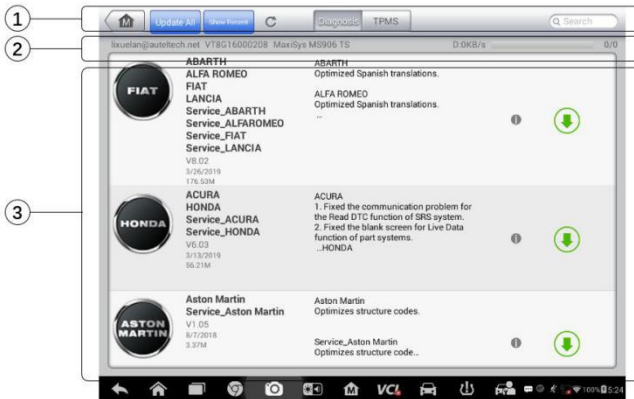 1
Update All Show Recent Diagnosis TPMS Search
2
lixuelan@auteltech.net VT8G16000208 MaxiSys MS906 TS D:0KB/s 0/0
3
FIAT
ABARTH
ALFA ROMEO
FIAT
LANCIA
Service_ABARTH
Service_ALFAROMEO
Service_FIAT
Service_LANCIA
V8.02
3/26/2019
176.53M
ABARTH
Optimized Spanish translations.
ALFA ROMEO
Optimized Spanish translations.
...
HONDA
ACURA
HONDA
Service_ACURA
Service_HONDA
V6.03
3/13/2019
56.21M
ACURA
1. Fixed the communication problem for
the Read DTC function of SRS system.
2. Fixed the blank screen for Live Data
function of part systems.
...HONDA
ASTON
MARTIN
Aston Martin
Service_Aston Martin
V1.05
8/7/2018
3.37M
Aston Martin
Optimizes structure codes.
Service_Aston Martin
Optimizes structure code..
M VCI 100% 5:24